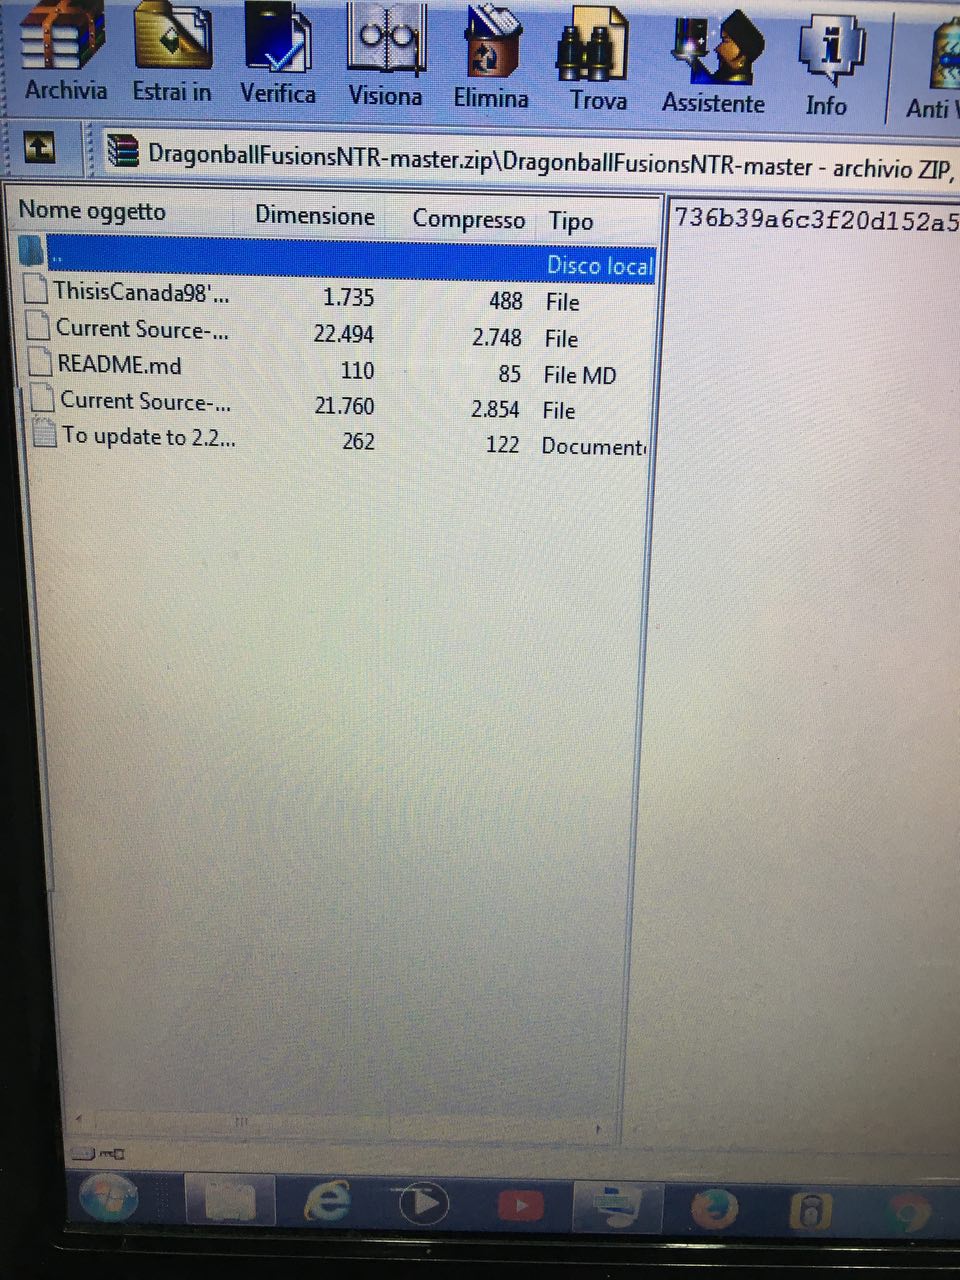 Archivia Estrai in Verifica Visiona Elimina Trova Assistente Info Anti
DragonballFusionsNTR-master.zip\DragonballFusionsNTR-master - archivio ZIP,
Nome oggetto Dimensione Compresso Tipo
736b39a6c3f20d152a5
.. Disco local
ThisisCanada98'... 1.735 488 File
Current Source-... 22.494 2.748 File
README.md 110 85 File MD
Current Source-... 21.760 2.854 File
To update to 2.2... 262 122 Document